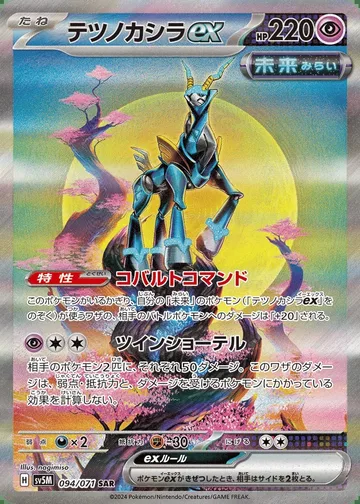 たね テツノカシラex HP220
未来 みらい
特性 とくせい コバルトコマンド
このポケモンがいるかぎり、自分の「未来」のポケモン(「テツノカシラex」を
のぞく)が使うワザの、相手のバトルポケモンへのダメージは「+20」される。
ツインショーテル
相手のポケモン2匹に、それぞれ50ダメージ。このワザのダメージ
は、弱点・抵抗力と、ダメージを受けるポケモンにかかっている
効果を計算しない。
弱点 ×2 抵抗力 -30 にげる
Illus. nagimiso
H sv5M 094/071 SAR
exルール
ポケモンexがきぜつしたとき、相手はサイドを2枚とる。
©2024 Pokémon/Nintendo/Creatures/GAME FREAK.